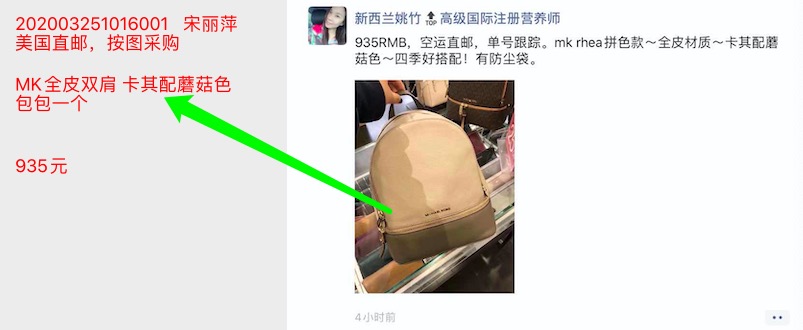 202003251016001 宋丽萍
美国直邮，按图采购
MK全皮双肩 卡其配蘑菇色
包包一个
935元
新西兰姚竹🔝高级国际注册营养师
935RMB，空运直邮，单号跟踪。mk rhea拼色款～全皮材质～卡其配蘑
菇色～四季好搭配！有防尘袋。
MICHAEL KORS
4小时前